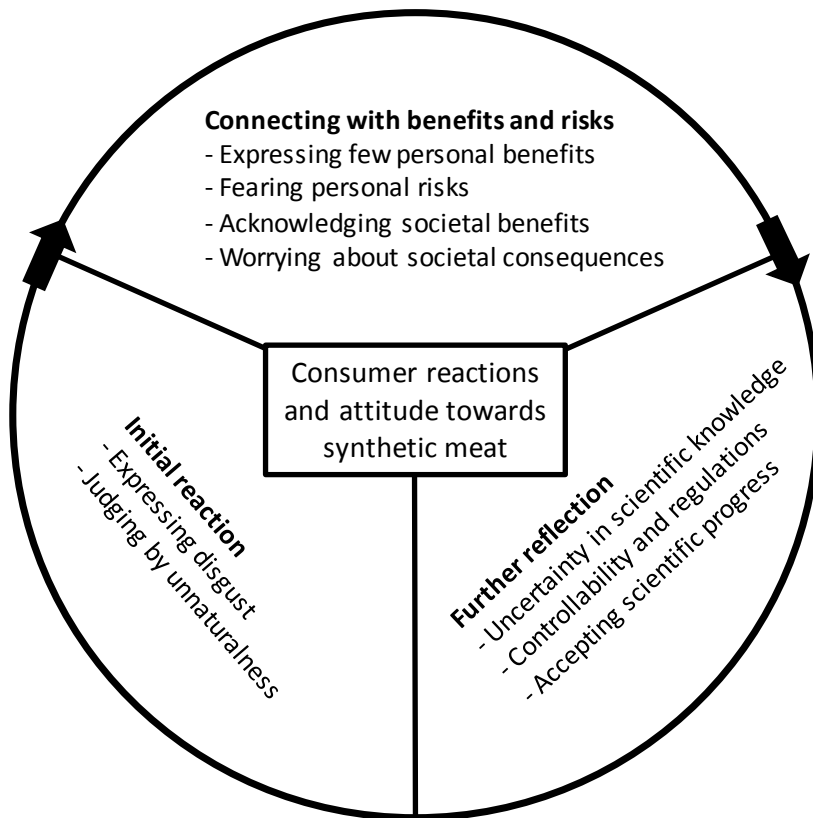 Connecting with benefits and risks
- Expressing few personal benefits
- Fearing personal risks
- Acknowledging societal benefits
- Worrying about societal consequences
Consumer reactions
and attitude towards
synthetic meat
Initial reaction
- Expressing disgust
- Judging by unnaturalness
Further reflection
- Uncertainty in scientific knowledge
- Controllability and regulations
- Accepting scientific progress